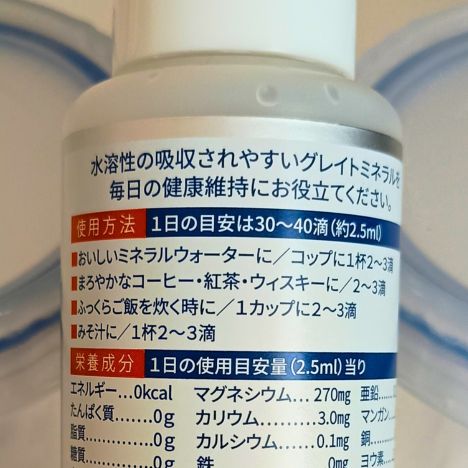 水溶性の吸収されやすいグレイトミネラルを
毎日の健康維持にお役立てください。
使用方法 1日の目安は30〜40滴(約2.5ml)
■おいしいミネラルウォーターに/コップに1杯2〜3滴
■まろやかなコーヒー・紅茶・ウィスキーに/2〜3滴
■ふっくらご飯を炊く時に/1カップに2〜3滴
■みそ汁に/1杯2〜3滴
栄養成分 1日の使用目安量(2.5ml)当り
エネルギー…0kcal マグネシウム…270mg 亜鉛
たんぱく質……0g カリウム……3.0mg マンガン
脂質……0g カルシウム……0.1mg 銅
糖質……0g 鉄……0mg ヨウ素